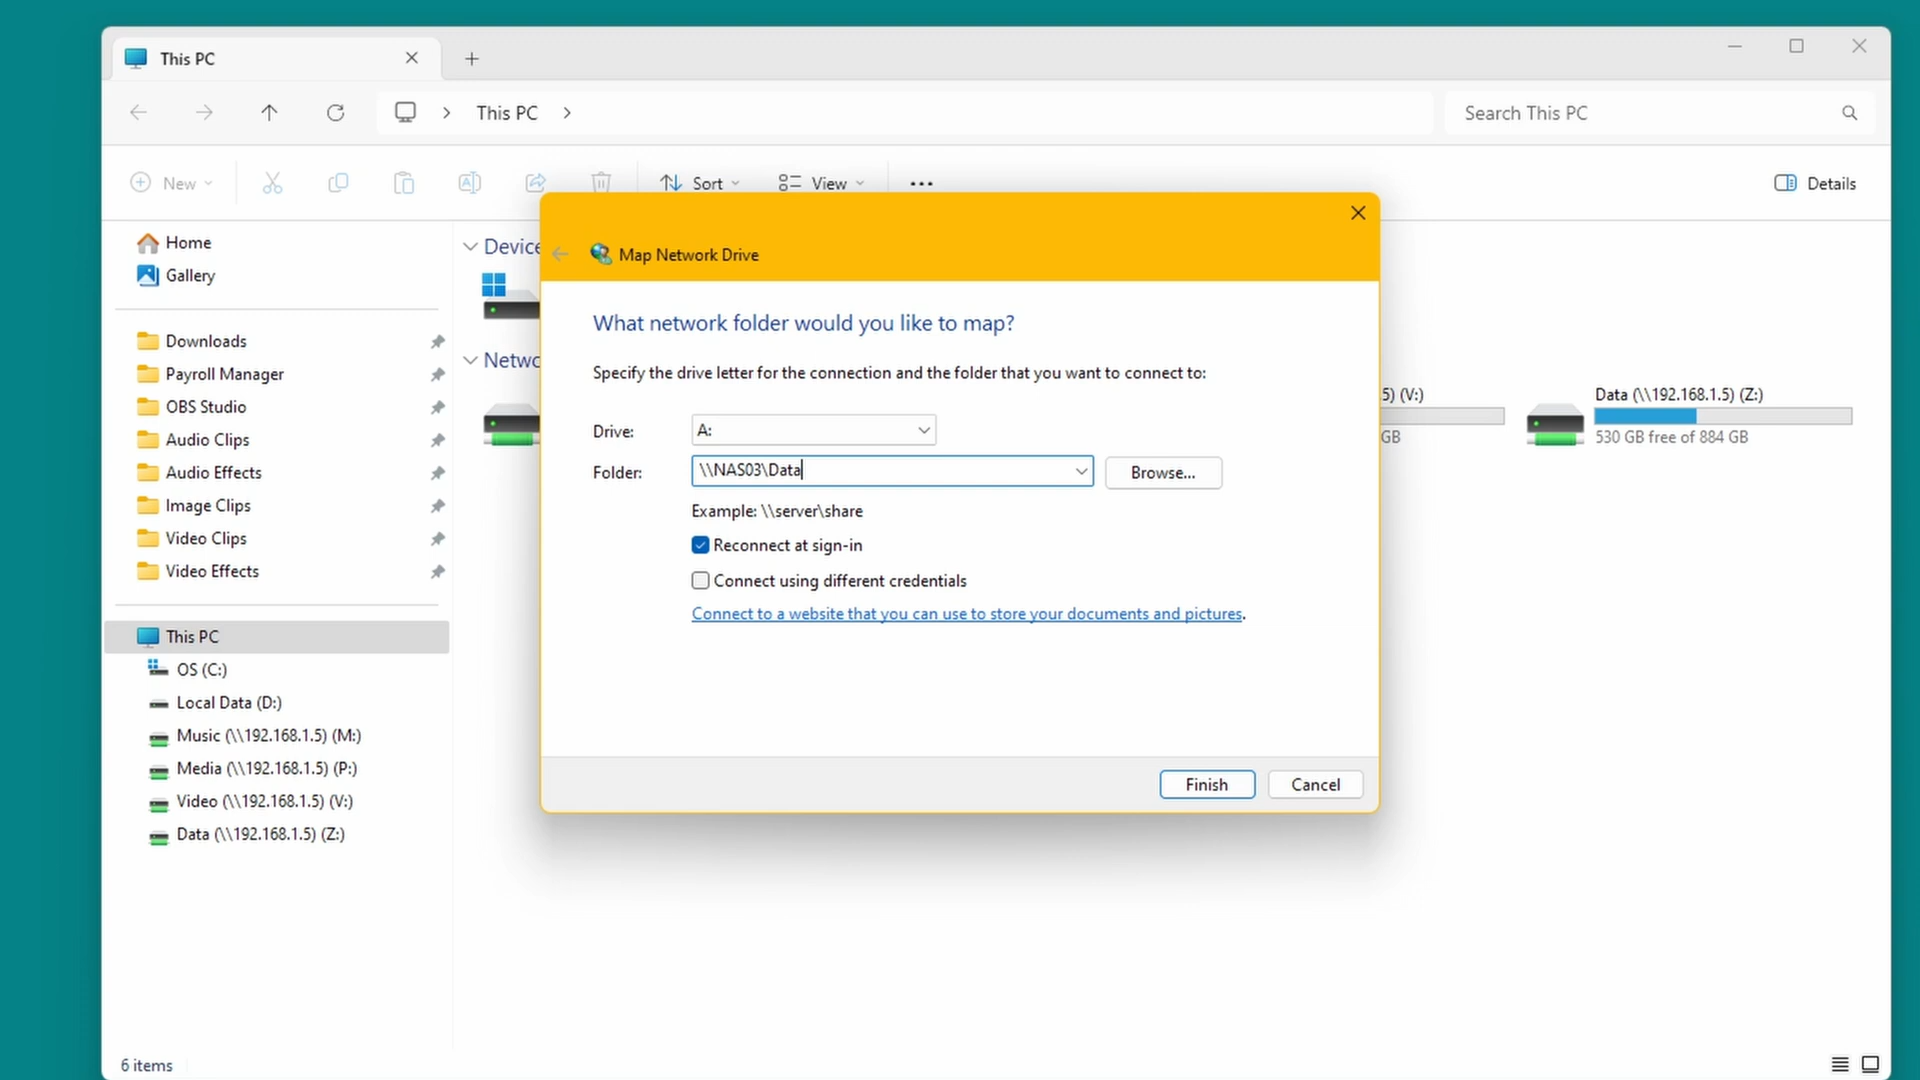 This PC
This PC
Search This PC
New
Sort
View
Details
Home
Gallery
Downloads
Payroll Manager
OBS Studio
Audio Clips
Audio Effects
Image Clips
Video Clips
Video Effects
This PC
OS (C:)
Local Data (D:)
Music (\\192.168.1.5) (M:)
Media (\\192.168.1.5) (P:)
Video (\\192.168.1.5) (V:)
Data (\\192.168.1.5) (Z:)
Device
Netwo
5) (V:)
GB
Data (\\192.168.1.5) (Z:)
530 GB free of 884 GB
Map Network Drive
What network folder would you like to map?
Specify the drive letter for the connection and the folder that you want to connect to:
Drive:
A:
Folder:
\\NAS03\Data
Browse...
Example: \\server\share
Reconnect at sign-in
Connect using different credentials
Connect to a website that you can use to store your documents and pictures.
Finish
Cancel
6 items